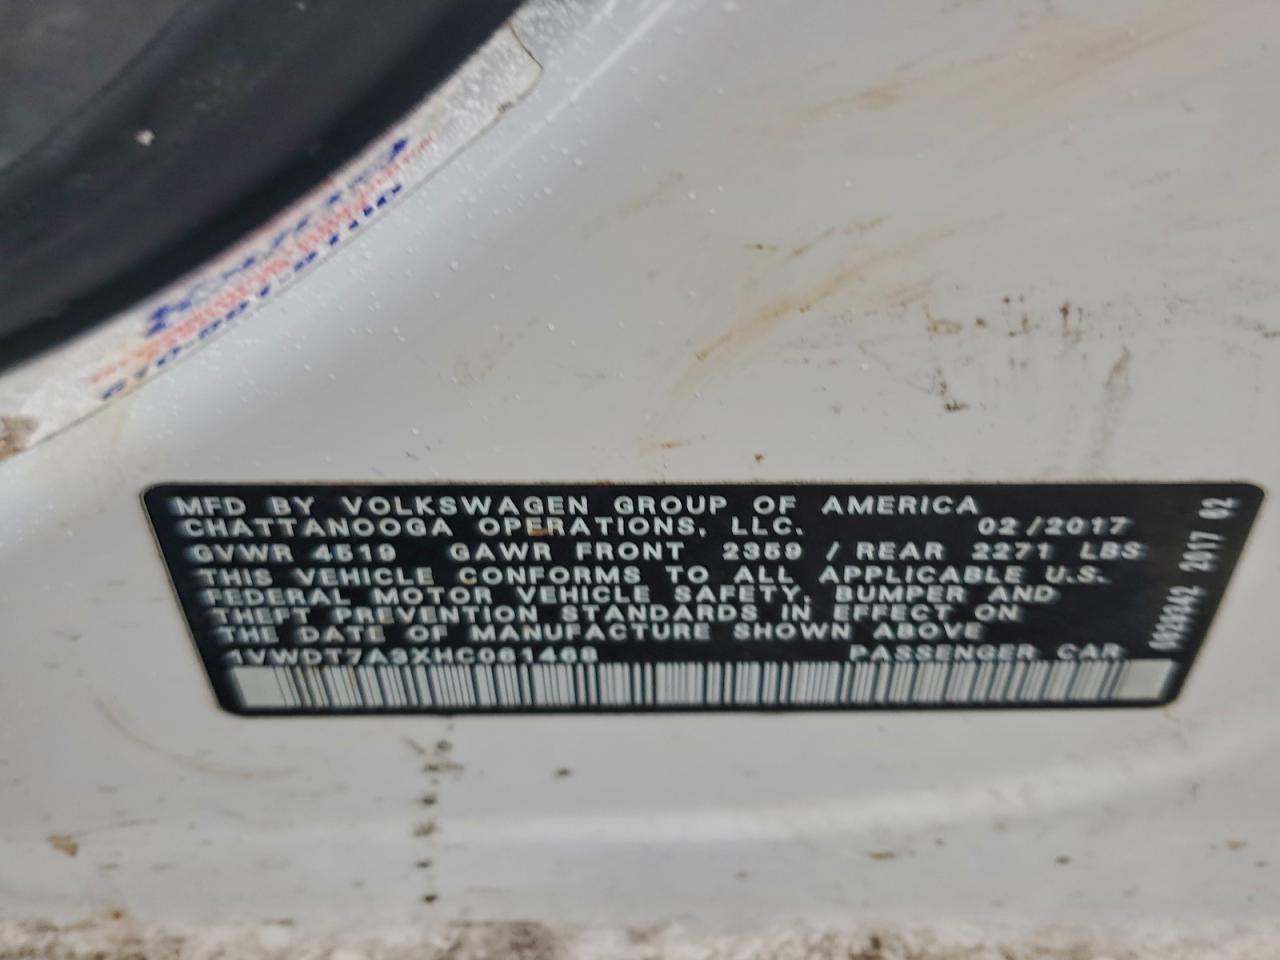 MFD BY VOLKSWAGEN GROUP OF AMERICA
CHATTANOOGA OPERATIONS, LLC. 02/2017
GVWR 4519 GAWR FRONT 2359 / REAR 2271 LBS
THIS VEHICLE CONFORMS TO ALL APPLICABLE U.S.
FEDERAL MOTOR VEHICLE SAFETY, BUMPER AND
THEFT PREVENTION STANDARDS IN EFFECT ON
THE DATE OF MANUFACTURE SHOWN ABOVE
1VWDT7A3XHC061468 PASSENGER CAR
2017 02